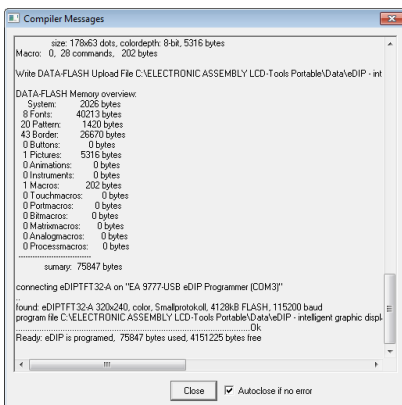 Compiler Messages
size: 178x63 dots, colordepth: 8-bit, 5316 bytes
Macro: 0, 28 commands, 202 bytes
Write DATA-FLASH Upload File C:\ELECTRONIC ASSEMBLY LCD-Tools Portable\Data\eDIP - int
DATA-FLASH Memory overview:
System: 2026 bytes
8 Fonts: 40213 bytes
20 Pattern: 1420 bytes
43 Border: 26670 bytes
0 Buttons: 0 bytes
1 Pictures: 5316 bytes
0 Animations: 0 bytes
0 Instruments: 0 bytes
1 Macros: 202 bytes
0 Touchmacros: 0 bytes
0 Portmacros: 0 bytes
0 Bitmacros: 0 bytes
0 Matrixmacros: 0 bytes
0 Analogmacros: 0 bytes
0 Processmacros: 0 bytes
------------------------------
sumary: 75847 bytes
connecting eDIPTFT32-A on "EA 9777-USB eDIP Programmer (COM3)"
..
found: eDIPTFT32-A 320x240, color, Smallprotokoll, 4128kB FLASH, 115200 baud
program file C:\ELECTRONIC ASSEMBLY LCD-Tools Portable\Data\eDIP - intelligent graphic displ
..........................................................................................Ok
Ready: eDIP is programed, 75847 bytes used, 4151225 bytes free
Close
Autoclose if no error